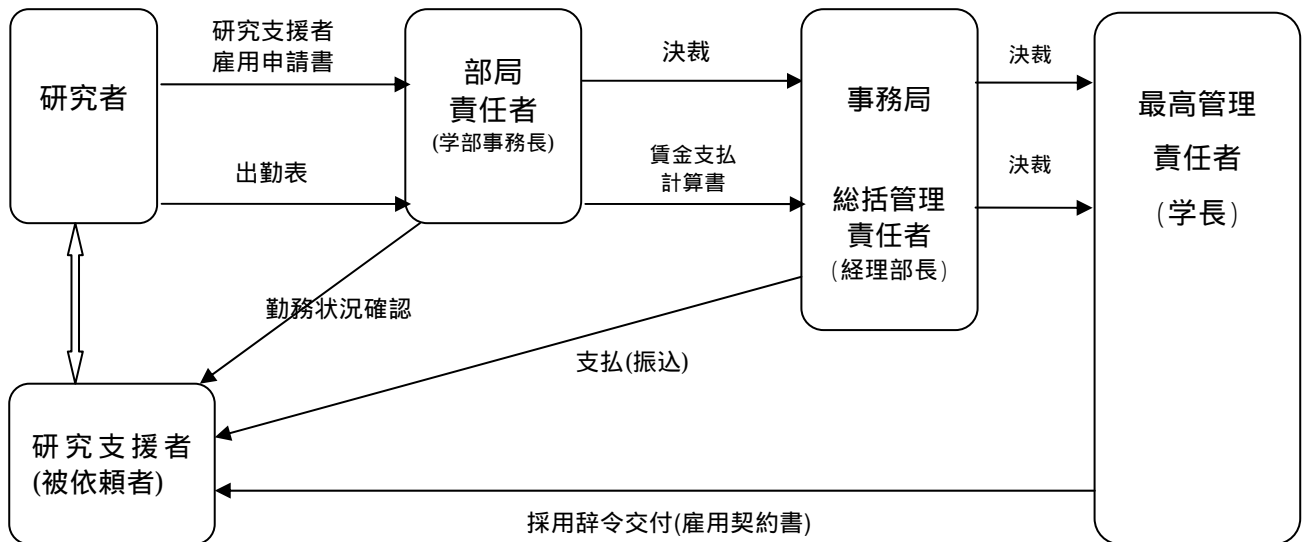 研究者
研究支援者
雇用申請書
出勤表
部局
責任者
(学部事務長)
決裁
賃金支払
計算書
事務局
総括管理
責任者
(経理部長)
決裁
決裁
最高管理
責任者
(学長)
勤務状況確認
支払(振込)
研究支援者
(被依頼者)
採用辞令交付(雇用契約書)